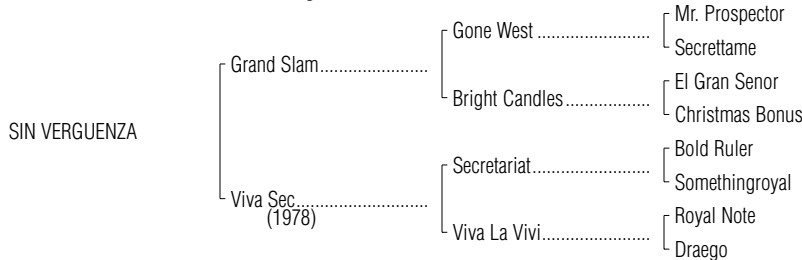 Mr. Prospector
Gone West ........................
Secrettame
Grand Slam.......................
El Gran Senor
Bright Candles..................
Christmas Bonus
SIN VERGUENZA
Bold Ruler
Secretariat.........................
Somethingroyal
Viva Sec............................
(1978)
Royal Note
Viva La Vivi.......................
Draego